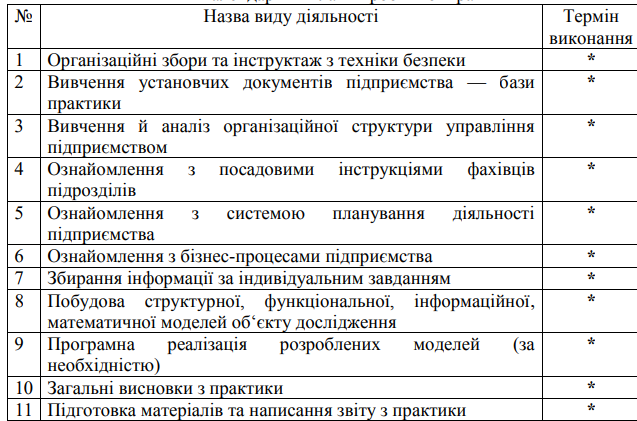 № Назва виду діяльності Термін
виконання
1 Організаційні збори та інструктаж з техніки безпеки *
2 Вивчення установчих документів підприємства — бази *
практики
3 Вивчення й аналіз організаційної структури управління *
підприємством
4 Ознайомлення з посадовими інструкціями фахівців *
підрозділів
5 Ознайомлення з системою планування діяльності *
підприємства
6 Ознайомлення з бізнес-процесами підприємства *
7 Збирання інформації за індивідуальним завданням *
8 Побудова структурної, функціональної, інформаційної, *
математичної моделей об‘єкту дослідження
9 Програмна реалізація розроблених моделей (за *
необхідністю)
10 Загальні висновки з практики *
11 Підготовка матеріалів та написання звіту з практики *